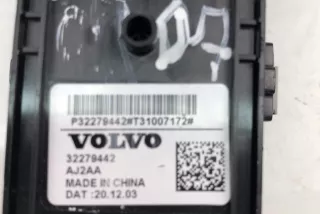 P32279442#T31007172#
VOLVO
32279442
AJ2AA
MADE IN CHINA
DAT :20.12.03